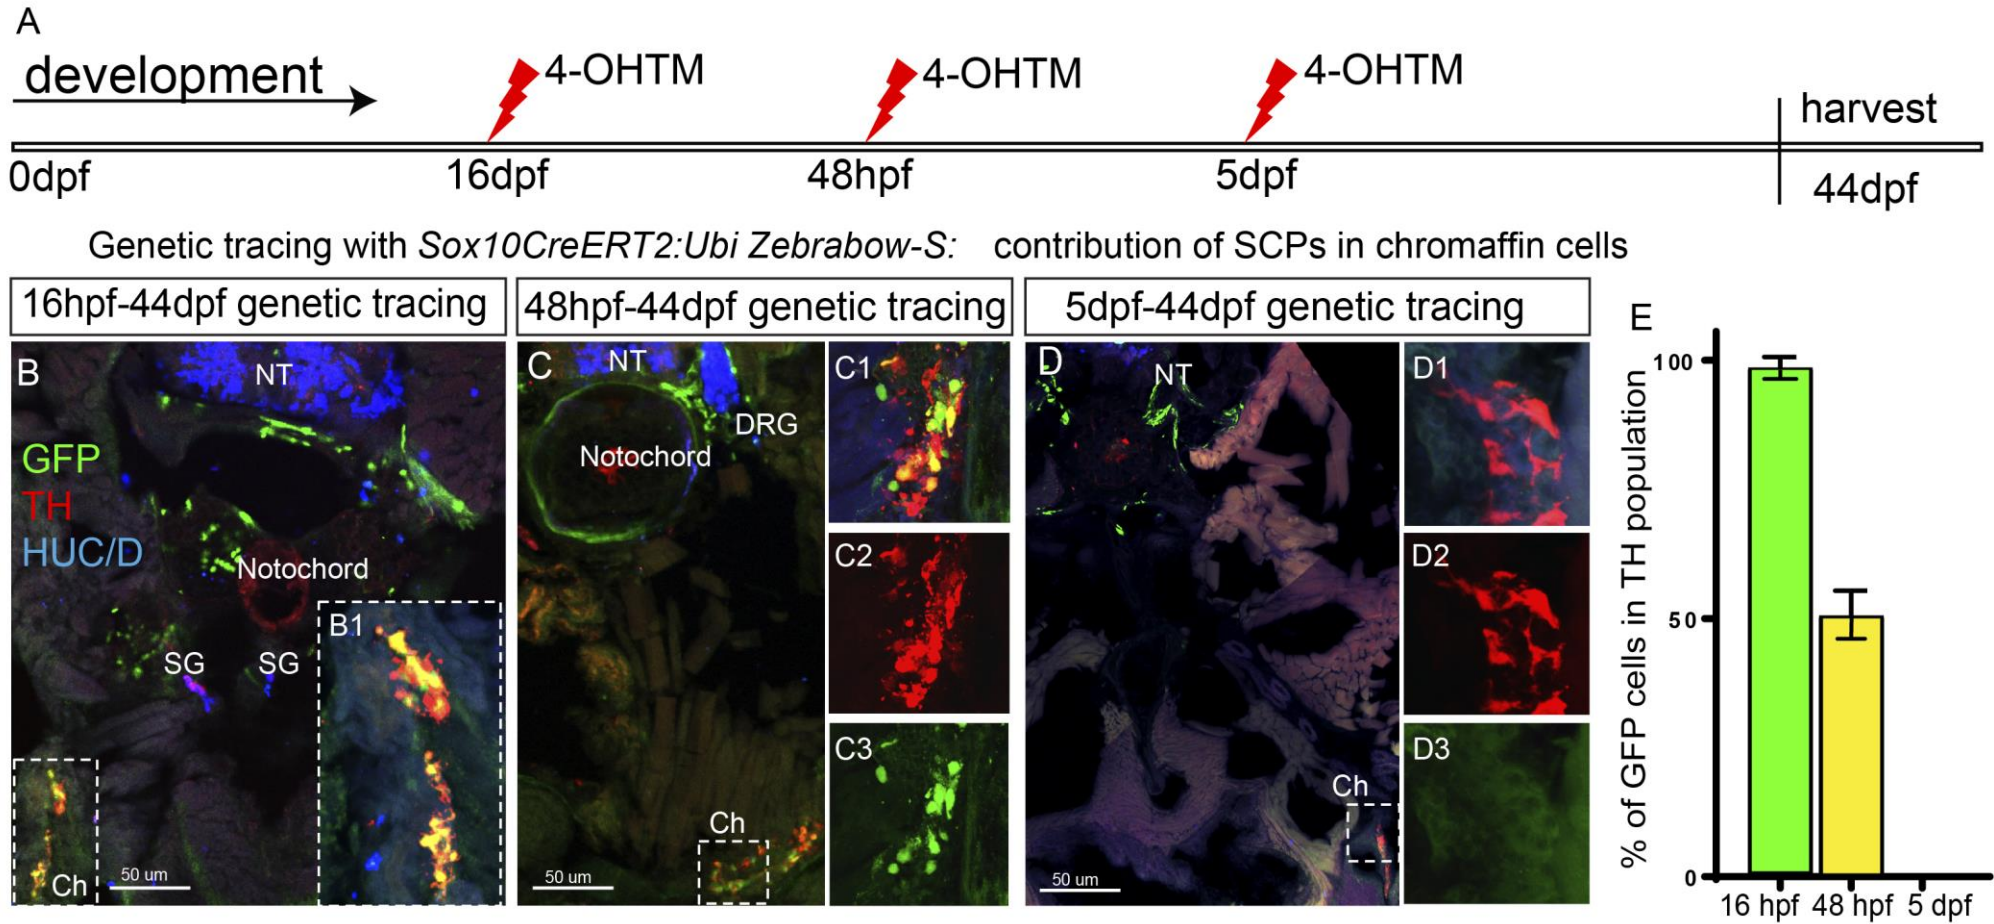 A
development
4-OHTM
4-OHTM
4-OHTM
harvest
0dpf
16dpf
48hpf
5dpf
44dpf
Genetic tracing with Sox10CreERT2:Ubi Zebrabow-S: contribution of SCPs in chromaffin cells
16hpf-44dpf genetic tracing
48hpf-44dpf genetic tracing
5dpf-44dpf genetic tracing
B
NT
GFP
TH
HUC/D
Notochord
SG
SG
B1
Ch
50 um
C
NT
DRG
Notochord
Ch
50 um
C1
C2
C3
D
NT
Ch
50 um
D1
D2
D3
E
% of GFP cells in TH population
100
50
0
16 hpf
48 hpf
5 dpf